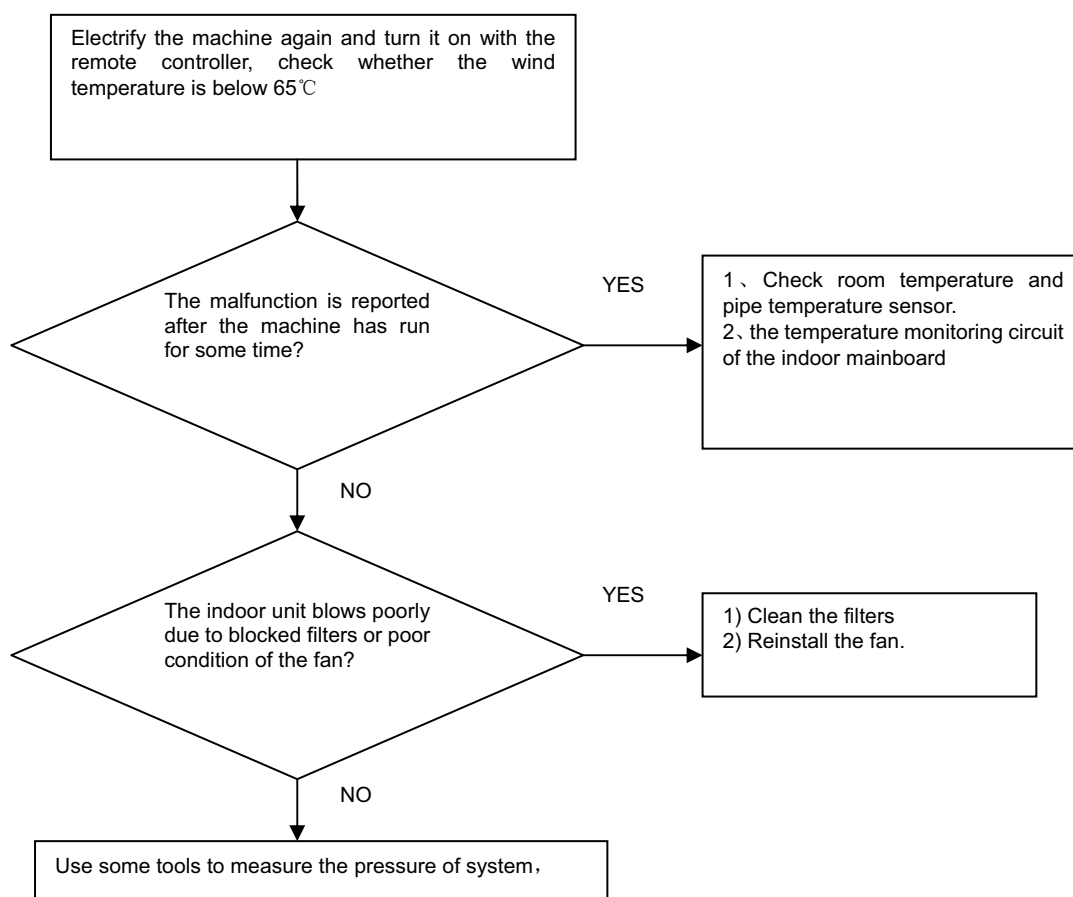 Electrify the machine again and turn it on with the
remote controller, check whether the wind
temperature is below 65℃
The malfunction is reported
after the machine has run
for some time?
YES
1、Check room temperature and
pipe temperature sensor.
2、the temperature monitoring circuit
of the indoor mainboard
NO
The indoor unit blows poorly
due to blocked filters or poor
condition of the fan?
YES
1) Clean the filters
2) Reinstall the fan.
NO
Use some tools to measure the pressure of system，